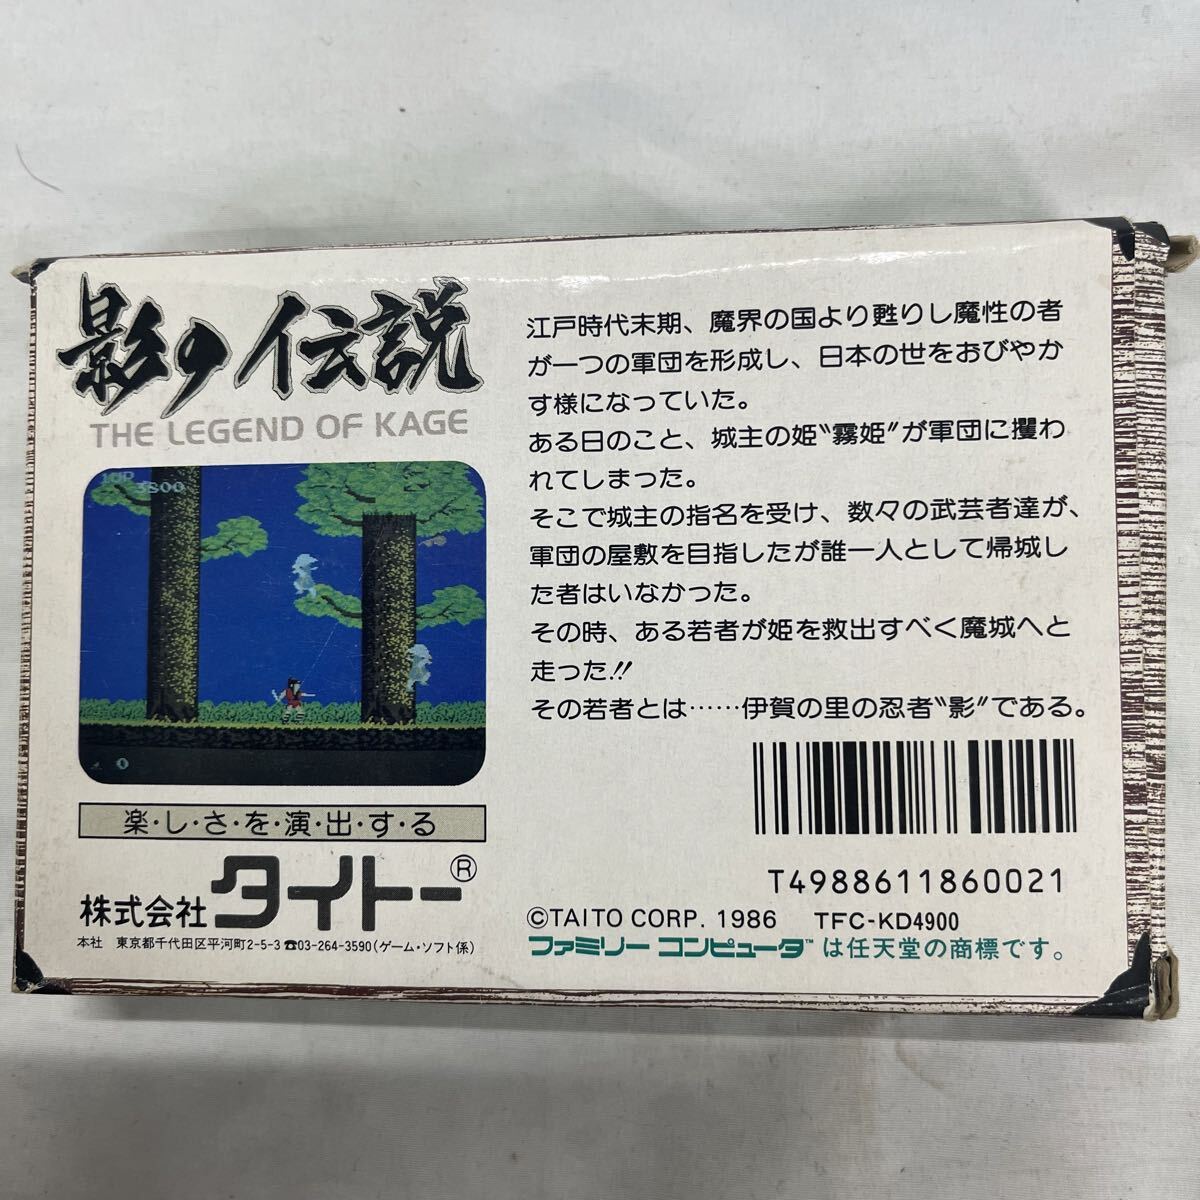 影の伝説
THE LEGEND OF KAGE
1UP
3800
楽・し・さ・を・演・出・す・る
株式会社 タイトー®
本社 東京都千代田区平河町2-5-3 ☎03-264-3590(ゲーム・ソフト係)
江戸時代末期、魔界の国より甦りし魔性の者
が一つの軍団を形成し、日本の世をおびやか
す様になっていた。
ある日のこと、城主の姫〝霧姫〟が軍団に攫わ
れてしまった。
そこで城主の指名を受け、数々の武芸者達が、
軍団の屋敷を目指したが誰一人として帰城し
た者はいなかった。
その時、ある若者が姫を救出すべく魔城へと
走った!!
その若者とは……伊賀の里の忍者〝影〟である。
T4988611860021
©TAITO CORP. 1986 TFC-KD4900
ファミリー コンピュータ™は任天堂の商標です。